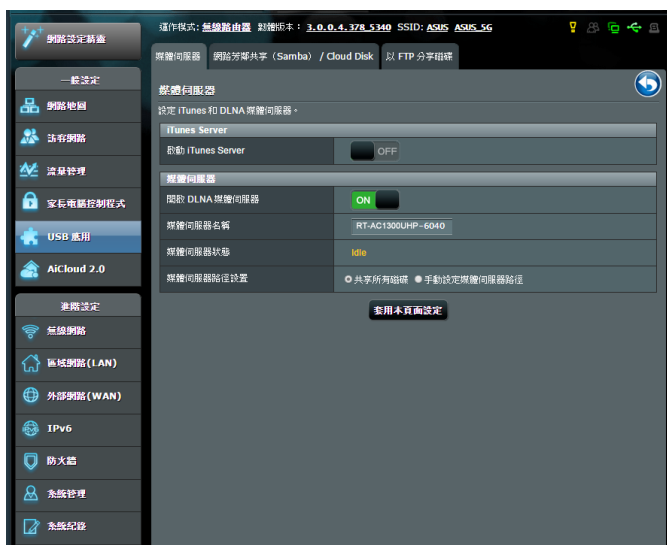 運作模式: 無線路由器 韌體版本: 3.0.0.4.378_5340 SSID: ASUS ASUS_5G
網路設定精靈
媒體伺服器 網路芳鄰共享 (Samba) / Cloud Disk 以 FTP 分享磁碟
一般設定
網路地圖
訪客網路
流量管理
家長電腦控制程式
USB 應用
AiCloud 2.0
進階設定
無線網路
區域網路(LAN)
外部網路(WAN)
IPv6
防火牆
系統管理
系統紀錄
媒體伺服器
設定 iTunes 和 DLNA 媒體伺服器。
iTunes Server
啟動 iTunes Server OFF
媒體伺服器
開啟 DLNA 媒體伺服器 ON
媒體伺服器名稱 RT-AC1300UHP-6040
媒體伺服器狀態 Idle
媒體伺服器路徑設置 共享所有磁碟 手動設定媒體伺服器路徑
套用本頁面設定